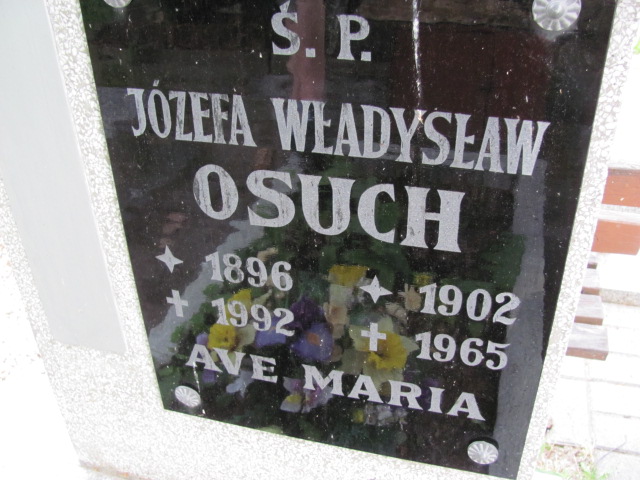 Ś. P.
JÓZEFA WŁADYSŁAW
OSUCH
1896 1902
1992 1965
AVE MARIA